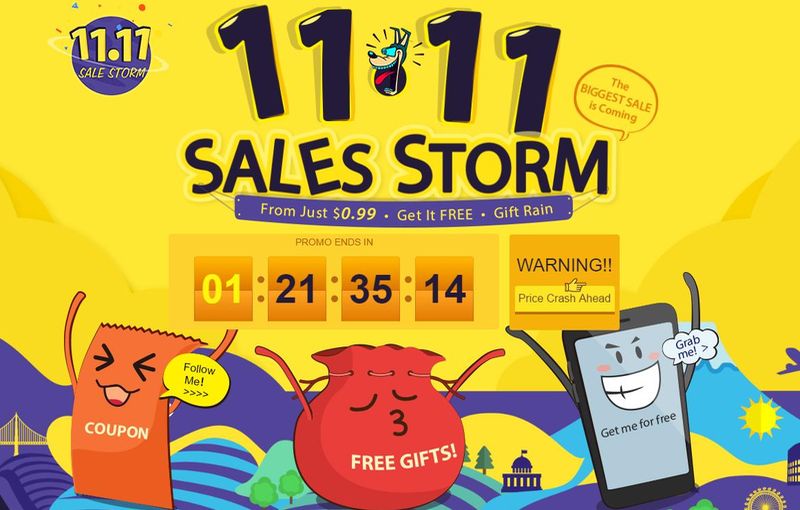 11.11
SALE STORM
11 11
The
BIGGEST SALE
is Coming
SALES STORM
From Just $0.99 • Get It FREE • Gift Rain
PROMO ENDS IN
01:21:35:14
WARNING!!
Price Crash Ahead
Follow
Me!
>>>>
COUPON
FREE GIFTS!
Grab
me! >
Get me for free